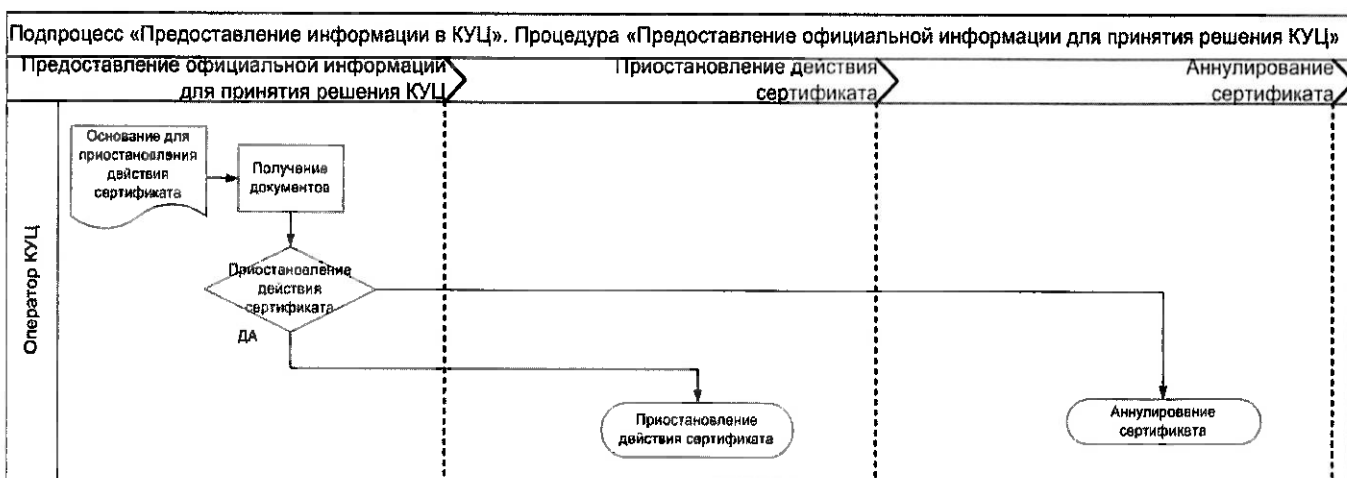 Подпроцесс «Предоставление информации в КУЦ». Процедура «Предоставление официальной информации для принятия решения КУЦ»
Предоставление официальной информации
для принятия решения КУЦ
Приостановление действия
сертификата
Аннулирование
сертификата
Оператор КУЦ
Основание для
приостановления
действия
сертификата
Получение
документов
Приостановление
действия
сертификата
ДА
Приостановление
действия сертификата
Аннулирование
сертификата